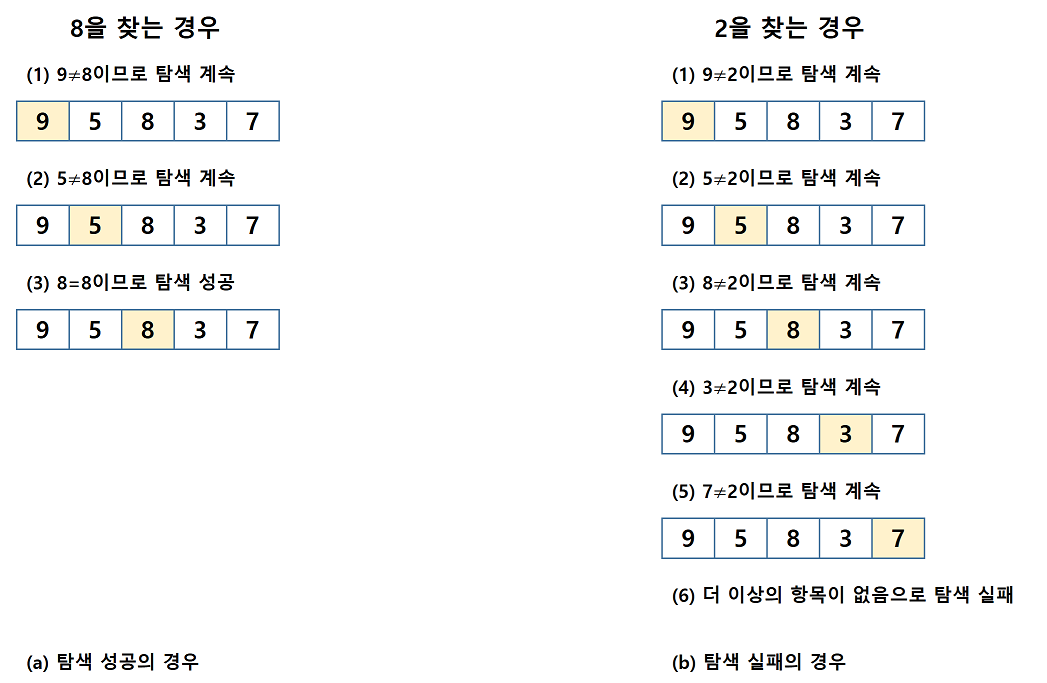 8을 찾는 경우
(1) 9≠8이므로 탐색 계속
9 5 8 3 7
(2) 5≠8이므로 탐색 계속
9 5 8 3 7
(3) 8=8이므로 탐색 성공
9 5 8 3 7
(a) 탐색 성공의 경우
2을 찾는 경우
(1) 9≠2이므로 탐색 계속
9 5 8 3 7
(2) 5≠2이므로 탐색 계속
9 5 8 3 7
(3) 8≠2이므로 탐색 계속
9 5 8 3 7
(4) 3≠2이므로 탐색 계속
9 5 8 3 7
(5) 7≠2이므로 탐색 계속
9 5 8 3 7
(6) 더 이상의 항목이 없음으로 탐색 실패
(b) 탐색 실패의 경우